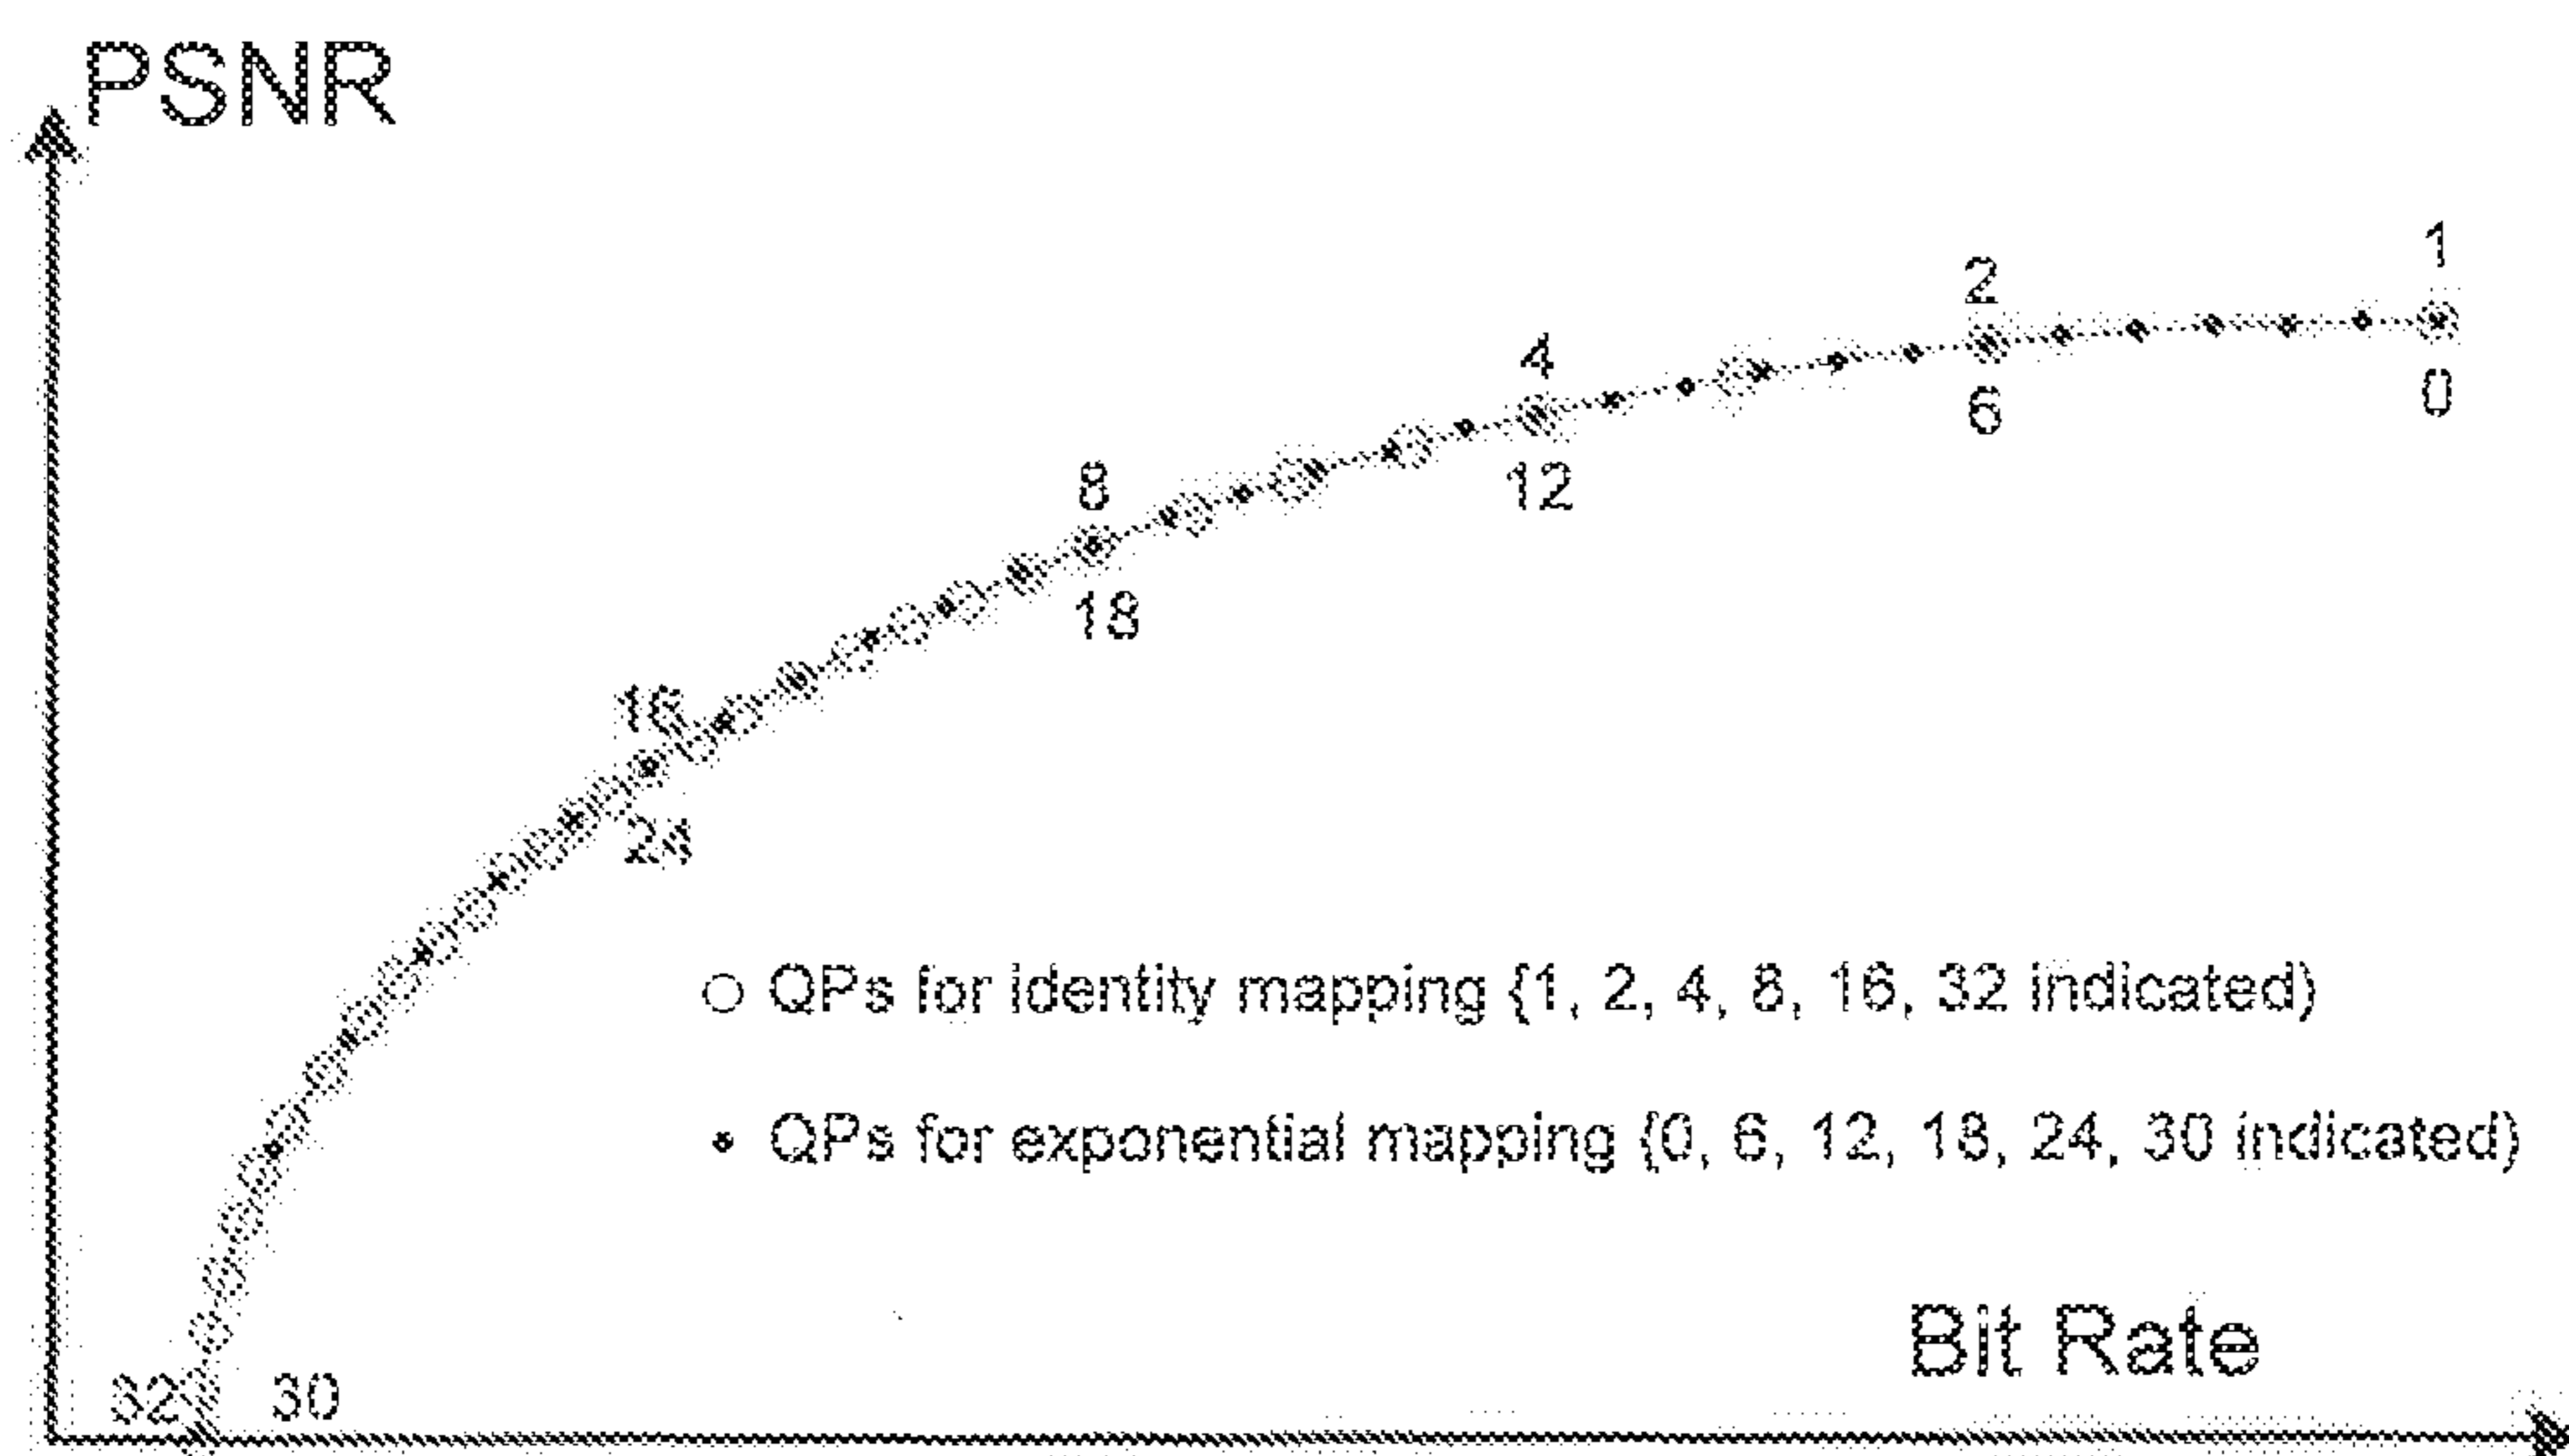 PSNR
1
2
4
0
6
8
12
18
16
24
○ QPs for identity mapping {1, 2, 4, 8, 16, 32 indicated)
• QPs for exponential mapping {0, 6, 12, 18, 24, 30 indicated)
Bit Rate
32 30